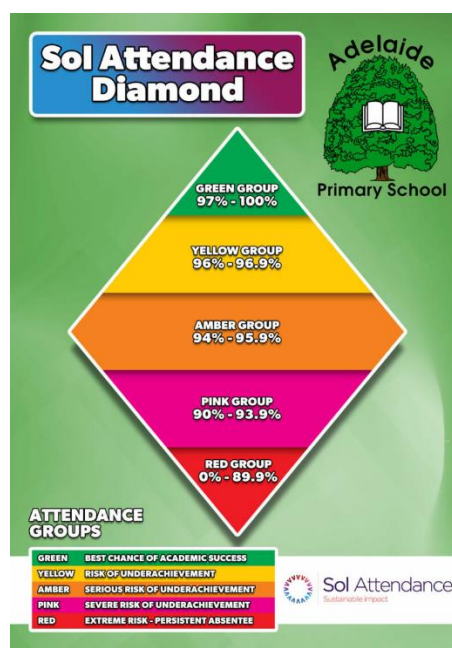 Sol Attendance
Diamond
Adelaide
Primary School
GREEN GROUP
97% - 100%
YELLOW GROUP
96% - 96.9%
AMBER GROUP
94% - 95.9%
PINK GROUP
90% - 93.9%
RED GROUP
0% - 89.9%
ATTENDANCE
GROUPS
GREEN BEST CHANCE OF ACADEMIC SUCCESS
YELLOW RISK OF UNDERACHIEVEMENT
AMBER SERIOUS RISK OF UNDERACHIEVEMENT
PINK SEVERE RISK OF UNDERACHIEVEMENT
RED EXTREME RISK - PERSISTENT ABSENTEE
Sol Attendance
Sustainable Impact